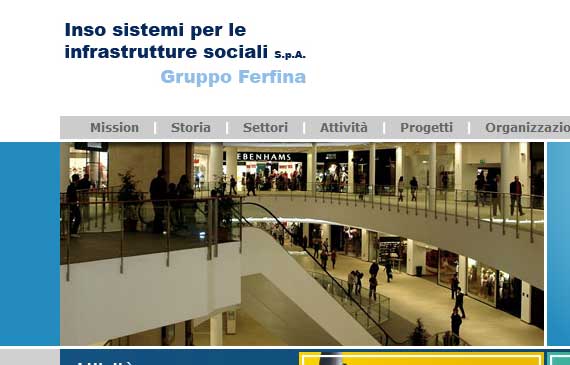 Inso sistemi per le
infrastrutture sociali S.p.A.
Gruppo Ferfina
Mission | Storia | Settori | Attività | Progetti | Organizzazio
EBENHAMS